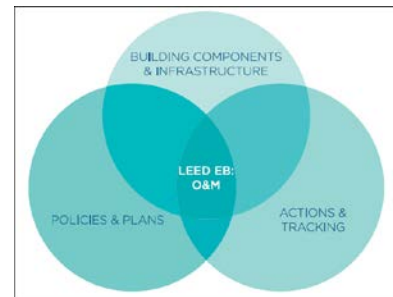 BUILDING COMPONENTS
& INFRASTRUCTURE
LEED EB:
O&M
POLICIES & PLANS
ACTIONS &
TRACKING